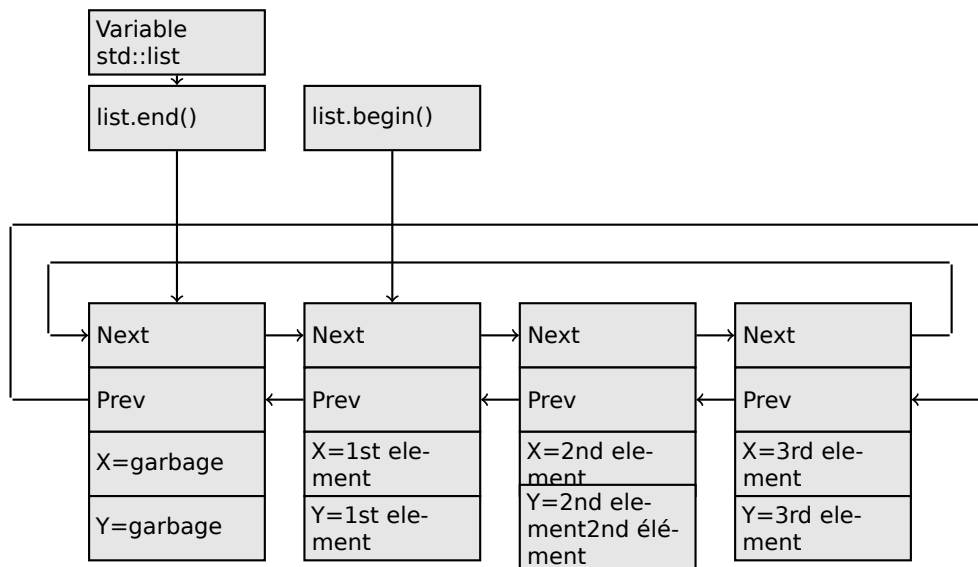 Variable
std::list
list.end()
list.begin()
Next
Next
Next
Next
Prev
Prev
Prev
Prev
X=garbage
X=1st ele-
ment
X=2nd ele-
ment
X=3rd ele-
ment
Y=garbage
Y=1st ele-
ment
Y=2nd ele-
ment2nd élé-
ment
Y=3rd ele-
ment